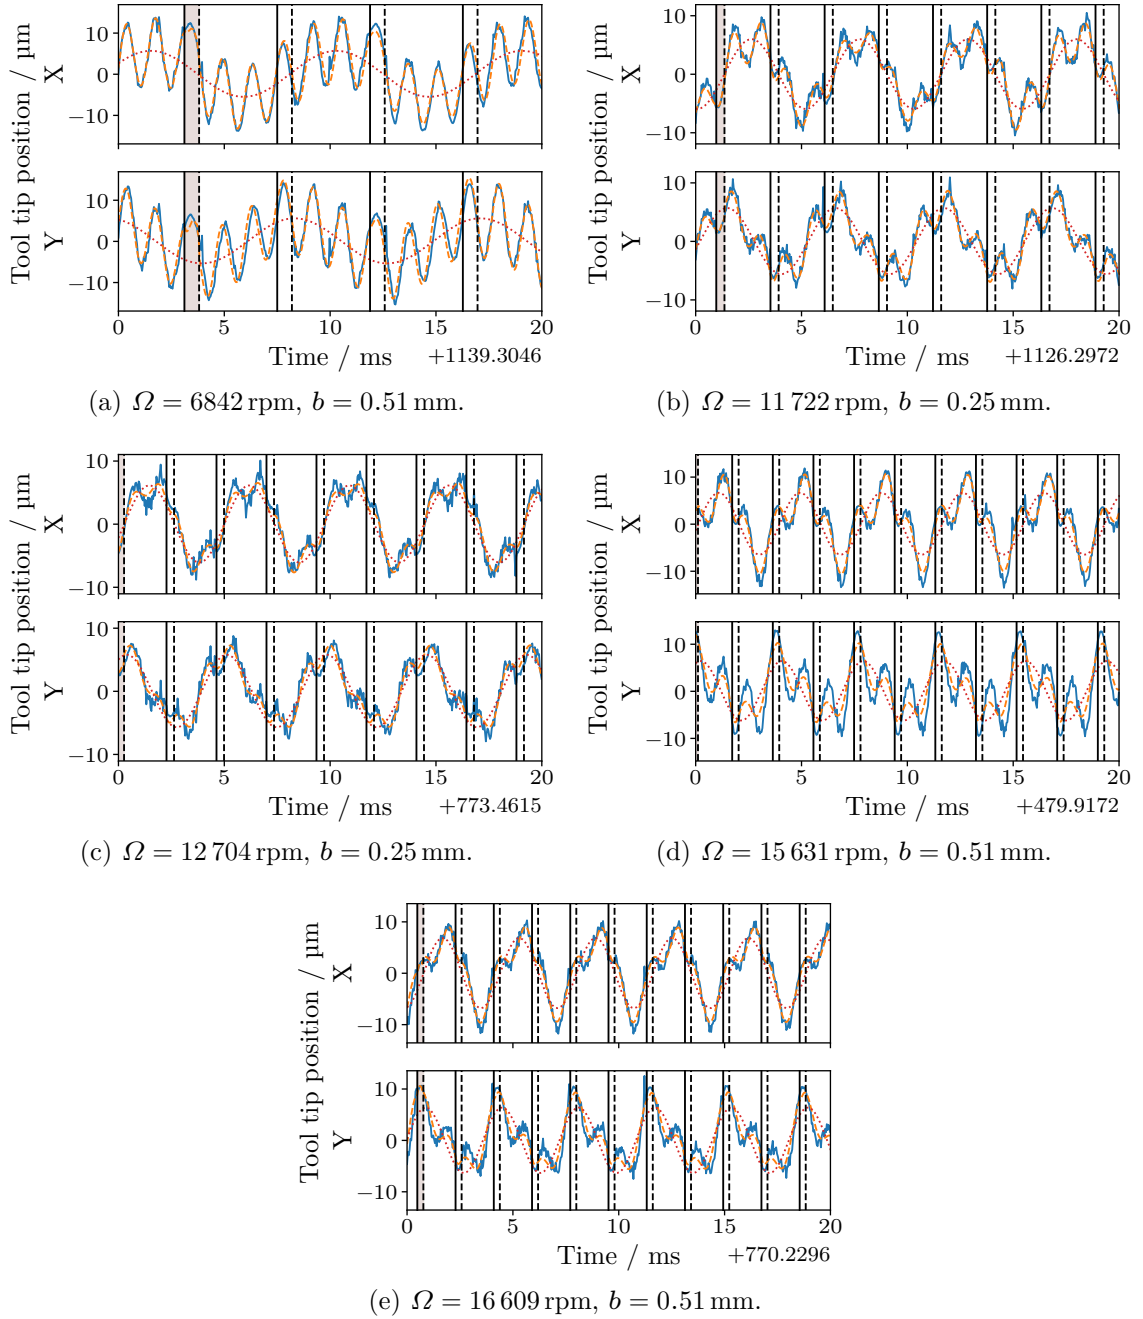 Tool tip position / µm
X
Y
10
0
−10
10
0
−10
0
5
10
15
20
Time / ms
+1139.3046
(a) Ω = 6842 rpm, b = 0.51 mm.
Tool tip position / µm
X
Y
10
0
−10
10
0
−10
0
5
10
15
20
Time / ms
+1126.2972
(b) Ω = 11 722 rpm, b = 0.25 mm.
Tool tip position / µm
X
Y
10
0
−10
10
0
−10
0
5
10
15
20
Time / ms
+773.4615
(c) Ω = 12 704 rpm, b = 0.25 mm.
Tool tip position / µm
X
Y
10
0
−10
10
0
−10
0
5
10
15
20
Time / ms
+479.9172
(d) Ω = 15 631 rpm, b = 0.51 mm.
Tool tip position / µm
X
Y
10
0
−10
10
0
−10
0
5
10
15
20
Time / ms
+770.2296
(e) Ω = 16 609 rpm, b = 0.51 mm.